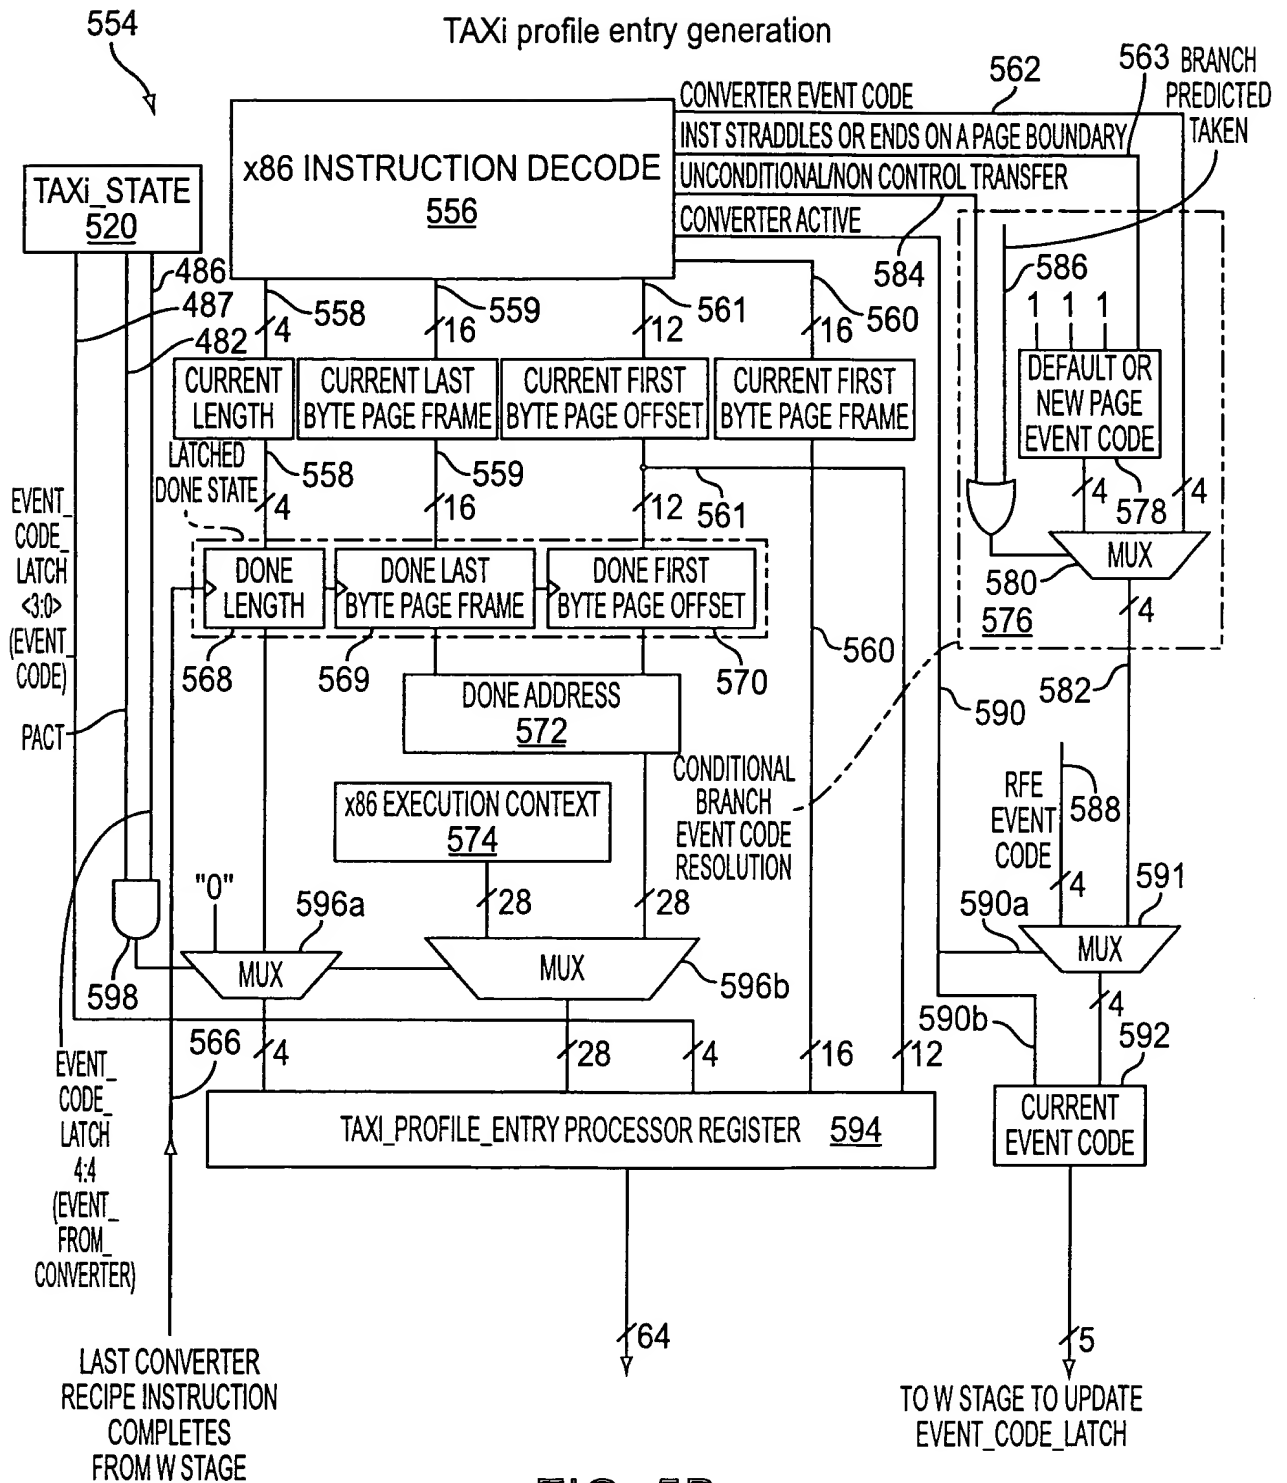 554
TAXi profile entry generation
562
563 BRANCH
PREDICTED
TAKEN
CONVERTER EVENT CODE
INST STRADDLES OR ENDS ON A PAGE BOUNDARY
UNCONDITIONAL/NON CONTROL TRANSFER
CONVERTER ACTIVE
x86 INSTRUCTION DECODE
556
TAXi_STATE
520
584
586
486
487
482
558
559
561
560
4
16
12
16
1 1 1
CURRENT
LENGTH
CURRENT LAST
BYTE PAGE FRAME
CURRENT FIRST
BYTE PAGE OFFSET
CURRENT FIRST
BYTE PAGE FRAME
DEFAULT OR
NEW PAGE
EVENT CODE
LATCHED
DONE STATE
558
559
561
4
16
12
4
578
4
EVENT_
CODE_
LATCH
<3:0>
(EVENT_
CODE)
MUX
580
4
576
DONE
LENGTH
DONE LAST
BYTE PAGE FRAME
DONE FIRST
BYTE PAGE OFFSET
568
569
570
560
590
582
PACT
DONE ADDRESS
572
CONDITIONAL
BRANCH
EVENT CODE
RESOLUTION
RFE
EVENT
CODE
588
x86 EXECUTION CONTEXT
574
"0"
596a
28
28
4
590a
591
MUX
MUX
MUX
598
596b
566
590b
4
592
4
28
4
16
12
EVENT_
CODE_
LATCH
4:4
(EVENT_
FROM_
CONVERTER)
TAXI_PROFILE_ENTRY PROCESSOR REGISTER 594
CURRENT
EVENT CODE
64
5
LAST CONVERTER
RECIPE INSTRUCTION
COMPLETES
FROM W STAGE
TO W STAGE TO UPDATE
EVENT_CODE_LATCH
FIG. 5B